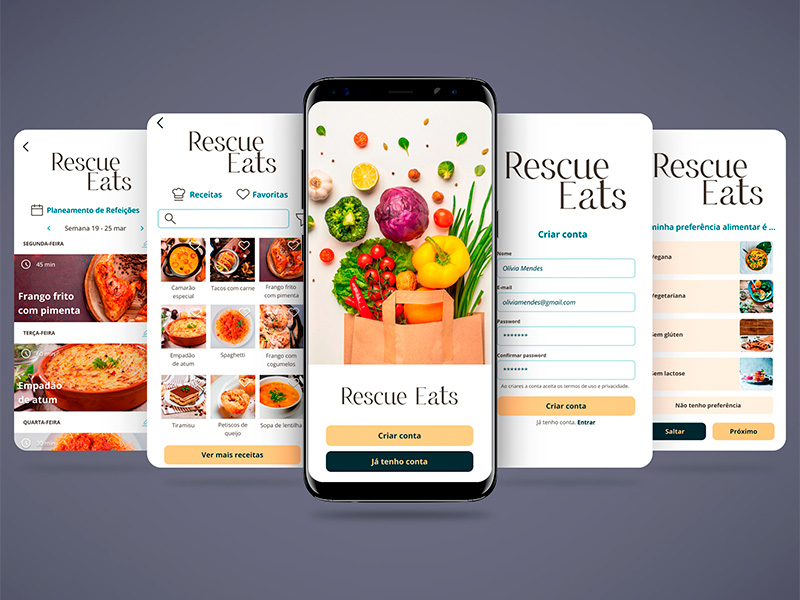 Rescue
Eats
Planeamento de Refeições
Semana 19 - 25 mar
SEGUNDA-FEIRA
45 min
Frango frito
com pimenta
TERÇA-FEIRA
Empadão
de atum
QUARTA-FEIRA
Rescue
Eats
Receitas
Favoritas
Camarão
especial
Tacos com carne
Frango frito
com pimenta
Empadão
de atum
Spaghetti
Frango com
cogumelos
Tiramitsu
Petiscos de
queijo
Sopa de lentilha
Ver mais receitas
Rescue Eats
Criar conta
Já tenho conta
Rescue
Eats
Criar conta
Nome
Olívia Mendes
E-mail
oliviamendes@gmail.com
Password
*******
Confirmar password
*******
Ao criares a conta aceita os termos de uso e privacidade.
Criar conta
Já tenho conta. Entrar
Rescue
Eats
minha preferência alimentar é ...
Vegana
Vegetariana
Sem glúten
Sem lactose
Não tenho preferência
Saltar
Próximo